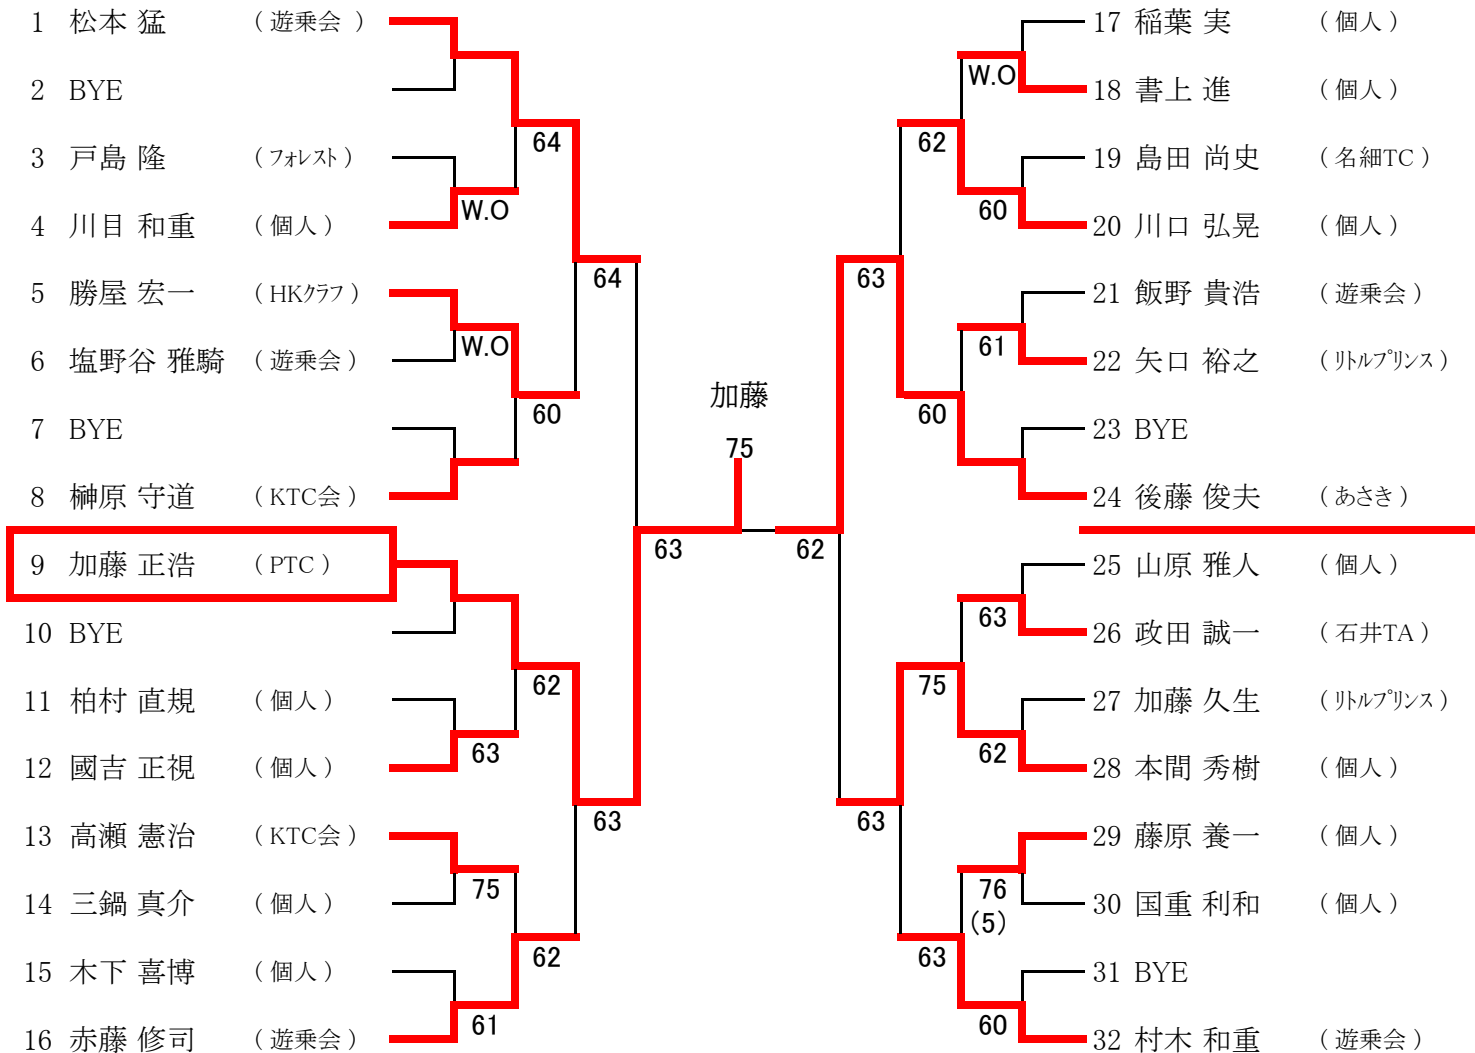 1 松本 猛 （遊乗会 ）
2 BYE
3 戸島 隆 （フォレスト）
4 川目 和重 （個人）
5 勝屋 宏一 （HKクラブ）
6 塩野谷 雅騎 （遊乗会）
7 BYE
8 榊原 守道 （KTC会）
9 加藤 正浩 （PTC）
10 BYE
11 柏村 直規 （個人）
12 國吉 正視 （個人）
13 高瀬 憲治 （KTC会）
14 三鍋 真介 （個人）
15 木下 喜博 （個人）
16 赤藤 修司 （遊乗会）
W.O
W.O
63
75
61
64
60
62
62
64
63
63
加藤
75
62
63
63
62
60
75
63
W.O
60
61
63
62
76
(5)
60
17 稲葉 実 （個人）
18 書上 進 （個人）
19 島田 尚史 （名細TC）
20 川口 弘晃 （個人）
21 飯野 貴浩 （遊乗会）
22 矢口 裕之 （リトルプリンス）
23 BYE
24 後藤 俊夫 （あさき）
25 山原 雅人 （個人）
26 政田 誠一 （石井TA）
27 加藤 久生 （リトルプリンス）
28 本間 秀樹 （個人）
29 藤原 養一 （個人）
30 国重 利和 （個人）
31 BYE
32 村木 和重 （遊乗会）